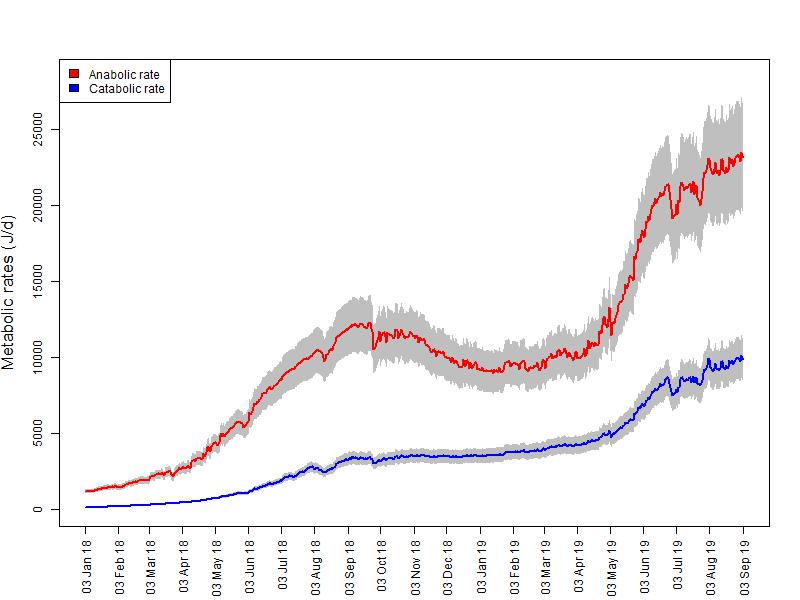 Anabolic rate
Catabolic rate
Metabolic rates (J/d)
25000
20000
15000
10000
5000
0
03 Jan 18
03 Feb 18
03 Mar 18
03 Apr 18
03 May 18
03 Jun 18
03 Jul 18
03 Aug 18
03 Sep 18
03 Oct 18
03 Nov 18
03 Dec 18
03 Jan 19
03 Feb 19
03 Mar 19
03 Apr 19
03 May 19
03 Jun 19
03 Jul 19
03 Aug 19
03 Sep 19